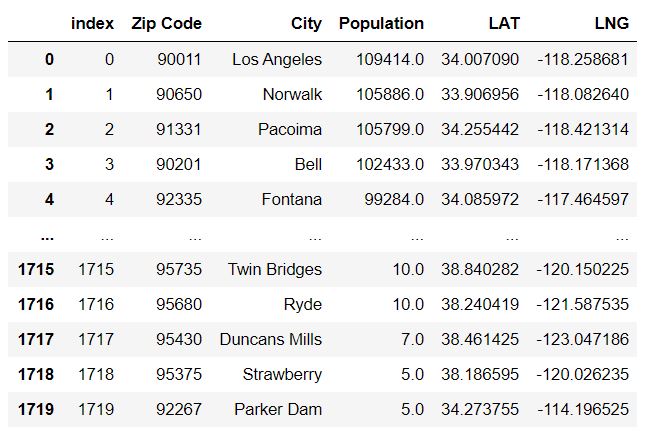 index Zip Code City Population LAT LNG
0 0 90011 Los Angeles 109414.0 34.007090 -118.258681
1 1 90650 Norwalk 105886.0 33.906956 -118.082640
2 2 91331 Pacoima 105799.0 34.255442 -118.421314
3 3 90201 Bell 102433.0 33.970343 -118.171368
4 4 92335 Fontana 99284.0 34.085972 -117.464597
... ... ... ... ... ... ...
1715 1715 95735 Twin Bridges 10.0 38.840282 -120.150225
1716 1716 95680 Ryde 10.0 38.240419 -121.587535
1717 1717 95430 Duncans Mills 7.0 38.461425 -123.047186
1718 1718 95375 Strawberry 5.0 38.186595 -120.026235
1719 1719 92267 Parker Dam 5.0 34.273755 -114.196525